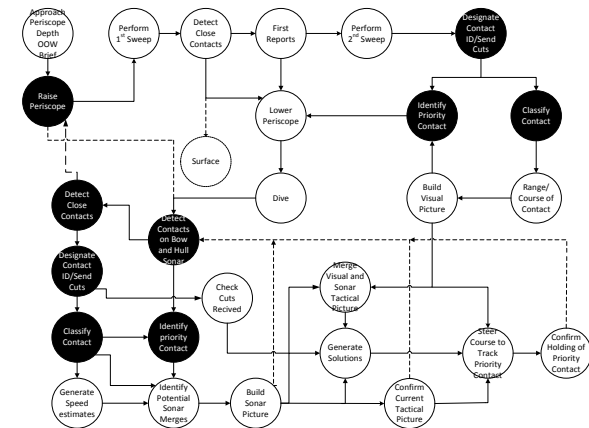 Approach
Periscope
Depth
OOW
Brief
Perform
1st Sweep
Detect
Close
Contacts
First
Reports
Perform
2nd Sweep
Designate
Contact
ID/Send
Cuts
Raise
Periscope
Lower
Periscope
Identify
Priority
Contact
Classify
Contact
Surface
Detect
Close
Contacts
Dive
Build
Visual
Picture
Range/
Course of
Contact
Detect
Contacts
on Bow
and Hull
Sonar
Designate
Contact
ID/Send
Cuts
Check
Cuts
Recived
Merge
Visual and
Sonar
Tactical
Picture
Classify
Contact
Identify
priority
Contact
Generate
Solutions
Steer
Course to
Track
Priority
Contact
Confirm
Holding of
Priority
Contact
Generate
Speed
estimates
Identify
Potential
Sonar
Merges
Build
Sonar
Picture
Confirm
Current
Tactical
Picture